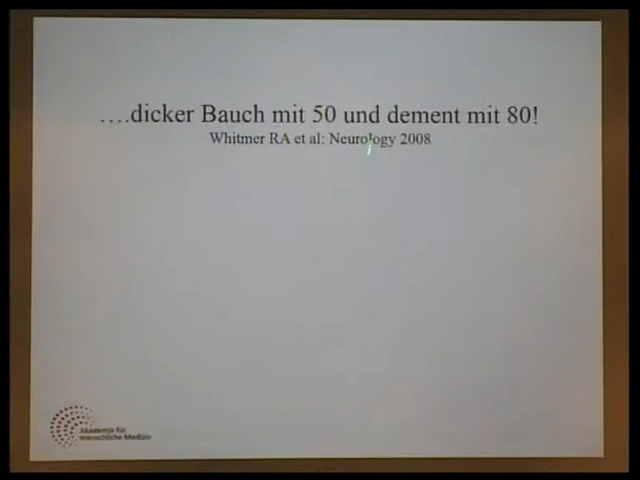 ….dicker Bauch mit 50 und dement mit 80!
Whitmer RA et al: Neurology 2008
Akademie für
menschliche Medizin